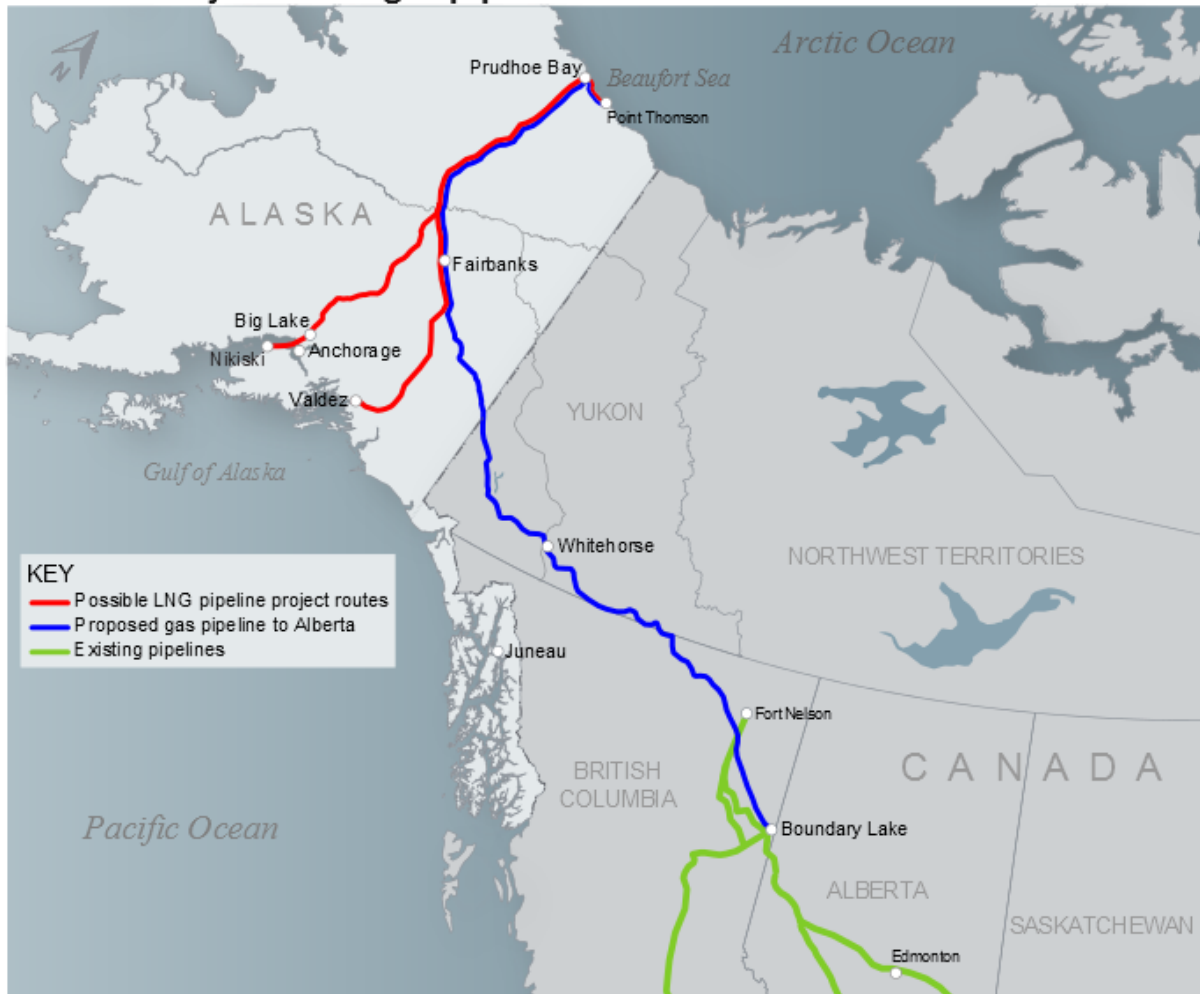 Arctic Ocean
N
Prudhoe Bay
Beaufort Sea
Point Thomson
ALASKA
Fairbanks
Big Lake
Nikiski
Anchorage
Valdez
YUKON
Gulf of Alaska
Whitehorse
NORTHWEST TERRITORIES
KEY
Possible LNG pipeline project routes
Proposed gas pipeline to Alberta
Existing pipelines
Juneau
Fort Nelson
BRITISH
COLUMBIA
CANADA
Pacific Ocean
Boundary Lake
ALBERTA
SASKATCHEWAN
Edmonton